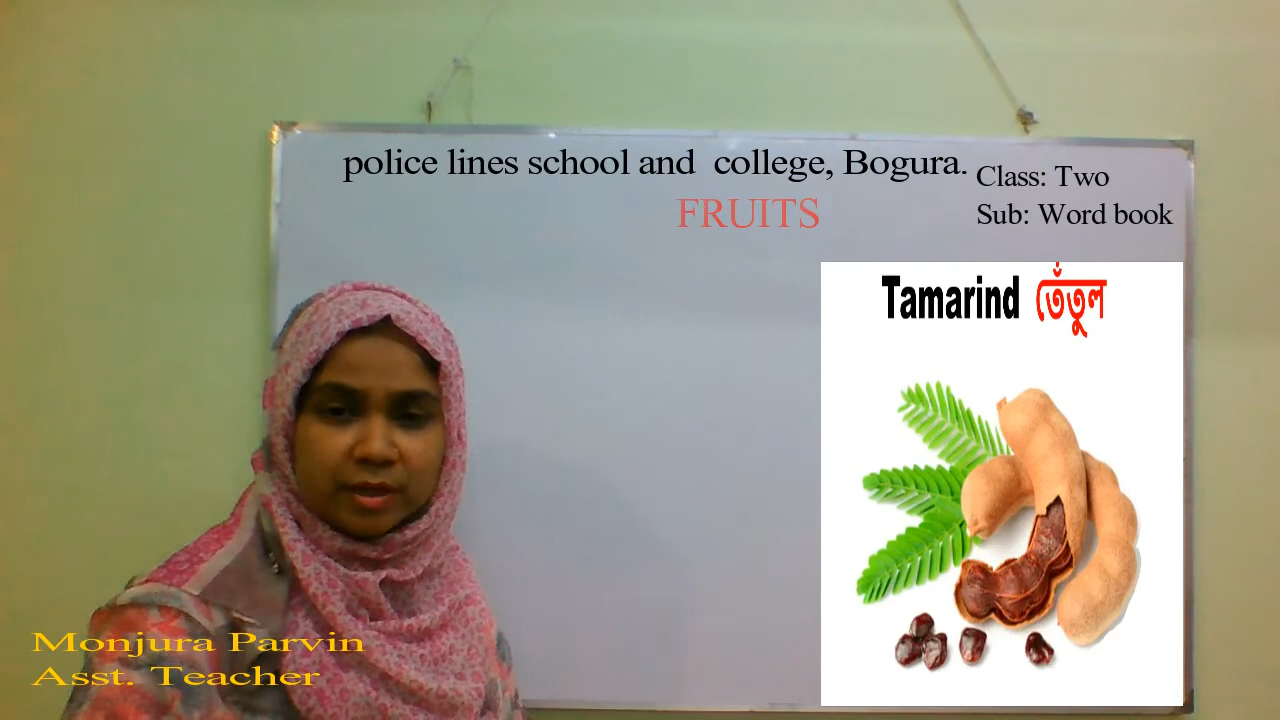 police lines school and college, Bogura.
Class: Two
FRUITS
Sub: Word book
Tamarind তেঁতুল
Monjura Parvin
Asst. Teacher